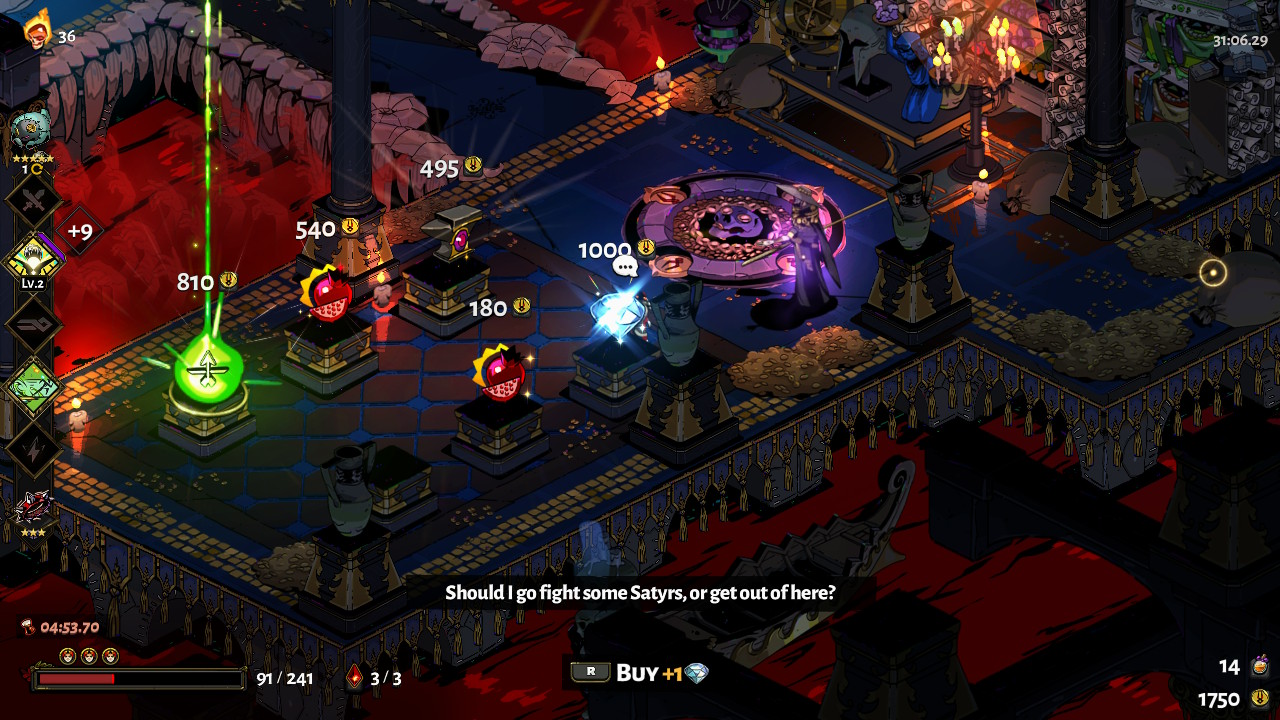 36
31:06.29
1
+9
Lv.2
495
540
1000
810
180
Should I go fight some Satyrs, or get out of here?
04:53.70
91 / 241
3 / 3
R
BUY +1
14
1750